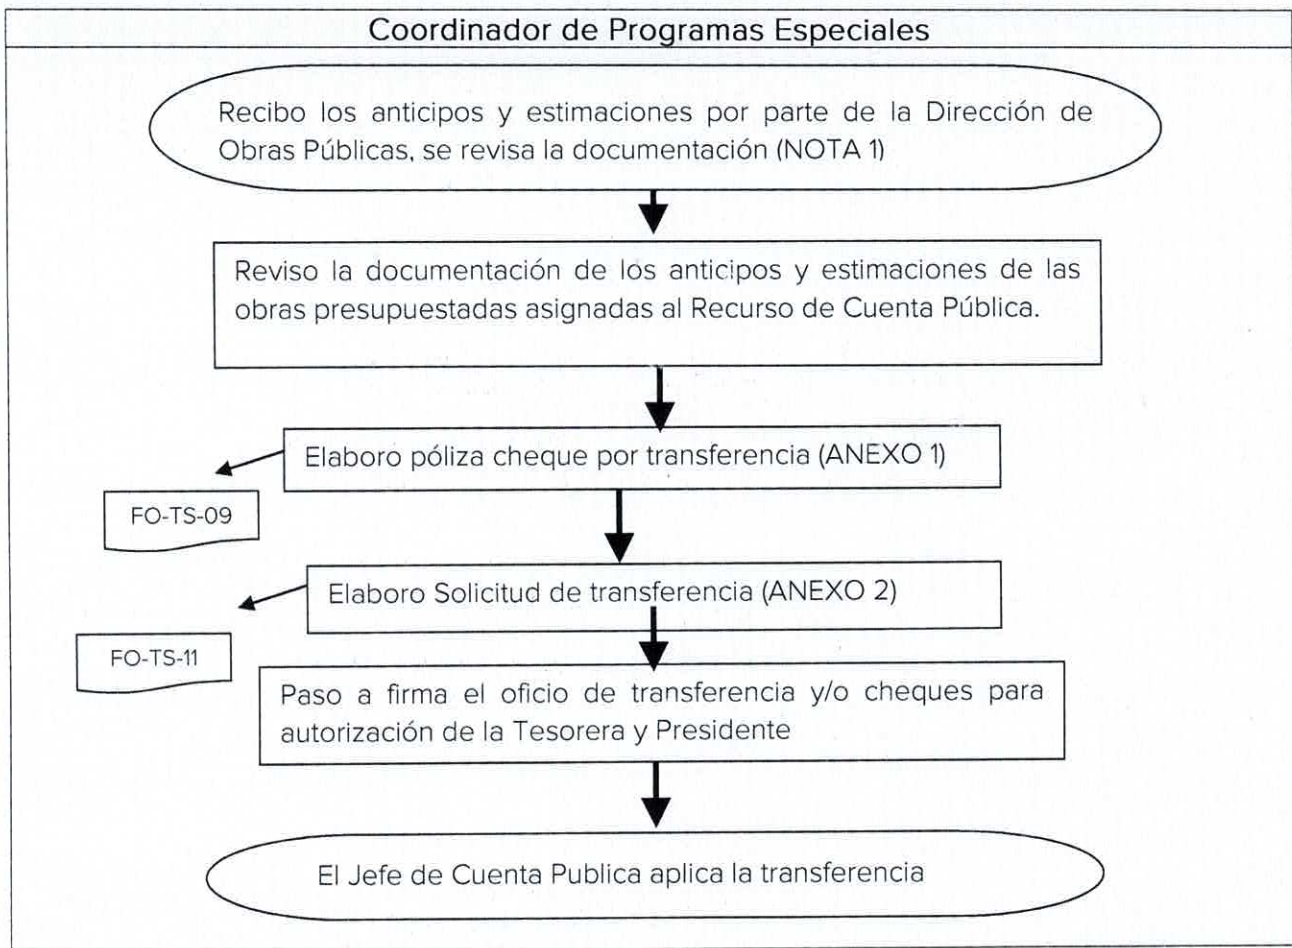 Coordinador de Programas Especiales
Recibo los anticipos y estimaciones por parte de la Dirección de
Obras Públicas, se revisa la documentación (NOTA 1)
Reviso la documentación de los anticipos y estimaciones de las
obras presupuestadas asignadas al Recurso de Cuenta Pública.
Elaboro póliza cheque por transferencia (ANEXO 1)
FO-TS-09
Elaboro Solicitud de transferencia (ANEXO 2)
FO-TS-11
Paso a firma el oficio de transferencia y/o cheques para
autorización de la Tesorera y Presidente
El Jefe de Cuenta Publica aplica la transferencia